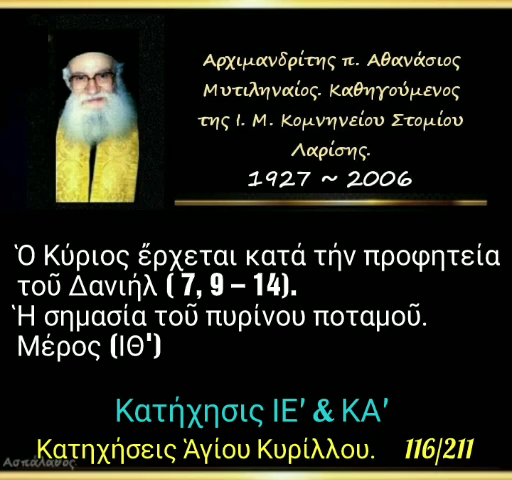 Αρχιμανδρίτης π. Αθανάσιος
Μυτιληναίος. Καθηγούμενος
της Ι. Μ. Κομνηνείου Στομίου
Λαρίσης.
1927 ~ 2006
Ὁ Κύριος ἔρχεται κατά τήν προφητεία
τοῦ Δανιήλ ( 7, 9 – 14).
Ἡ σημασία τοῦ πυρίνου ποταμοῦ.
Μέρος (ΙΘ')
Κατήχησις ΙΕ' & ΚΑ'
Κατηχήσεις Ἁγίου Κυρίλλου. 116/211
Ασπάλαθος